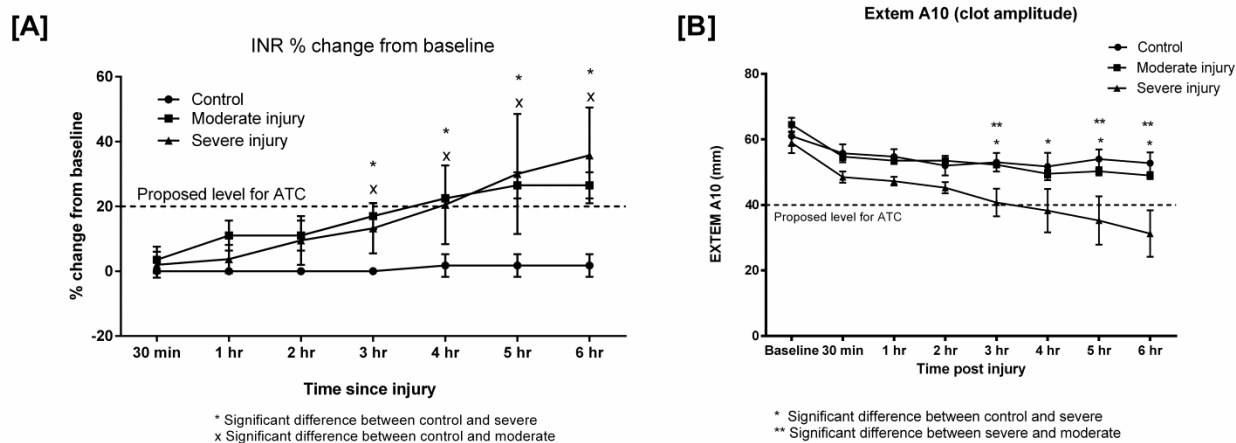 [A]
INR % change from baseline
Control
Moderate injury
Severe injury
Proposed level for ATC
% change from baseline
60
40
20
0
-20
* * * *
x x x x
30 min 1 hr 2 hr 3 hr 4 hr 5 hr 6 hr
Time since injury
* Significant difference between control and severe
x Significant difference between control and moderate
[B]
Extem A10 (clot amplitude)
Control
Moderate injury
Severe injury
EXTEM A10 (mm)
80
60
40
20
0
** ** **
* * * *
Proposed level for ATC
Baseline 30 min 1 hr 2 hr 3 hr 4 hr 5 hr 6 hr
Time post injury
* Significant difference between control and severe
** Significant difference between severe and moderate